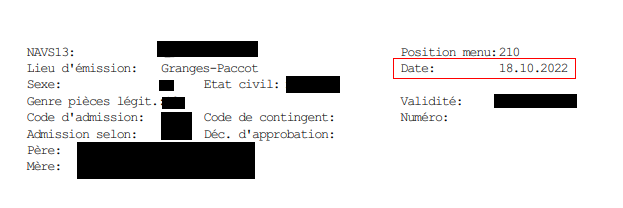 NAVS13: Position menu:210
Lieu d'émission: Granges-Paccot Date: 18.10.2022
Sexe: Etat civil:
Genre pièces légit.:
Code d'admission: Code de contingent: Validité:
Admission selon: Déc. d'approbation: Numéro:
Père:
Mère: